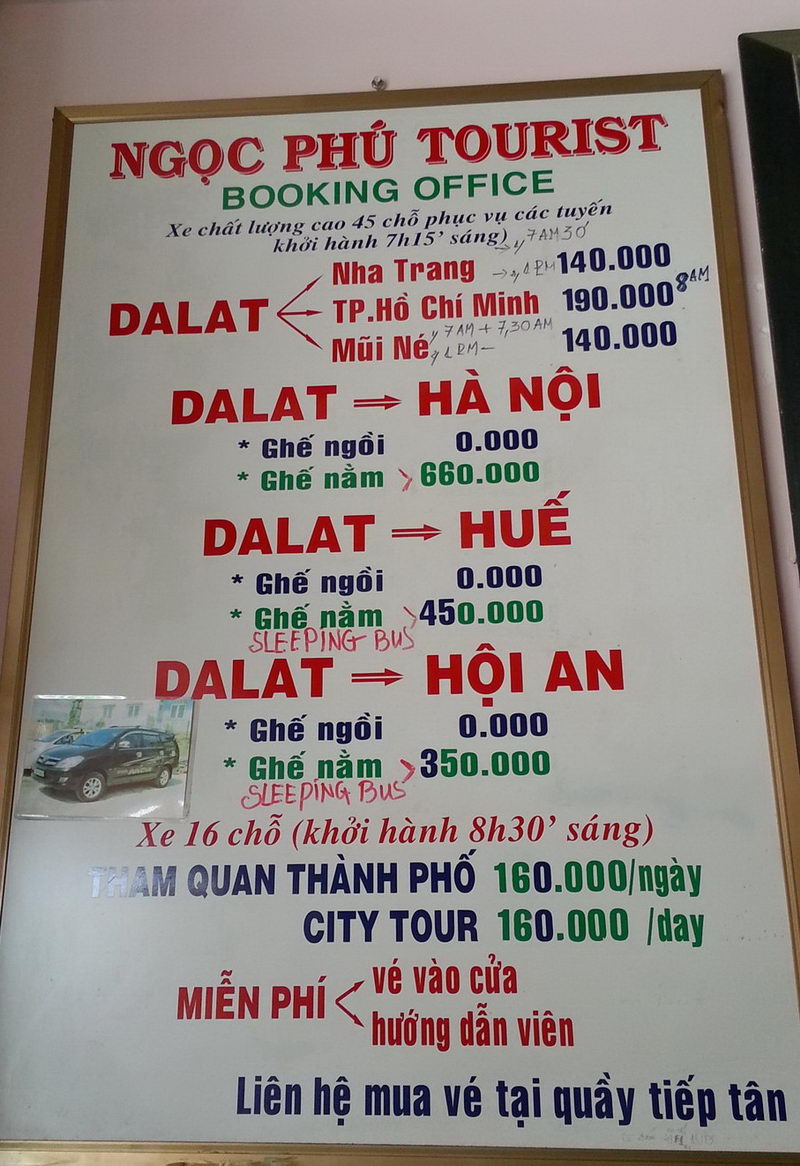 NGỌC PHÚ TOURIST
BOOKING OFFICE
Xe chất lượng cao 45 chỗ phục vụ các tuyến
khởi hành 7h15' sáng) 7AM30
Nha Trang 1PM 140.000
DALAT TP.Hồ Chí Minh 190.000 8AM
Mũi Né 7AM + 7,30AM 140.000
1PM
DALAT ⇒ HÀ NỘI
* Ghế ngồi 0.000
* Ghế nằm 660.000
DALAT ⇒ HUẾ
* Ghế ngồi 0.000
* Ghế nằm 450.000
SLEEPING BUS
DALAT ⇒ HỘI AN
* Ghế ngồi 0.000
* Ghế nằm 350.000
SLEEPING BUS
Xe 16 chỗ (khởi hành 8h30' sáng)
THAM QUAN THÀNH PHỐ 160.000/ngày
CITY TOUR 160.000 /day
MIỄN PHÍ vé vào cửa
hướng dẫn viên
Liên hệ mua vé tại quầy tiếp tân